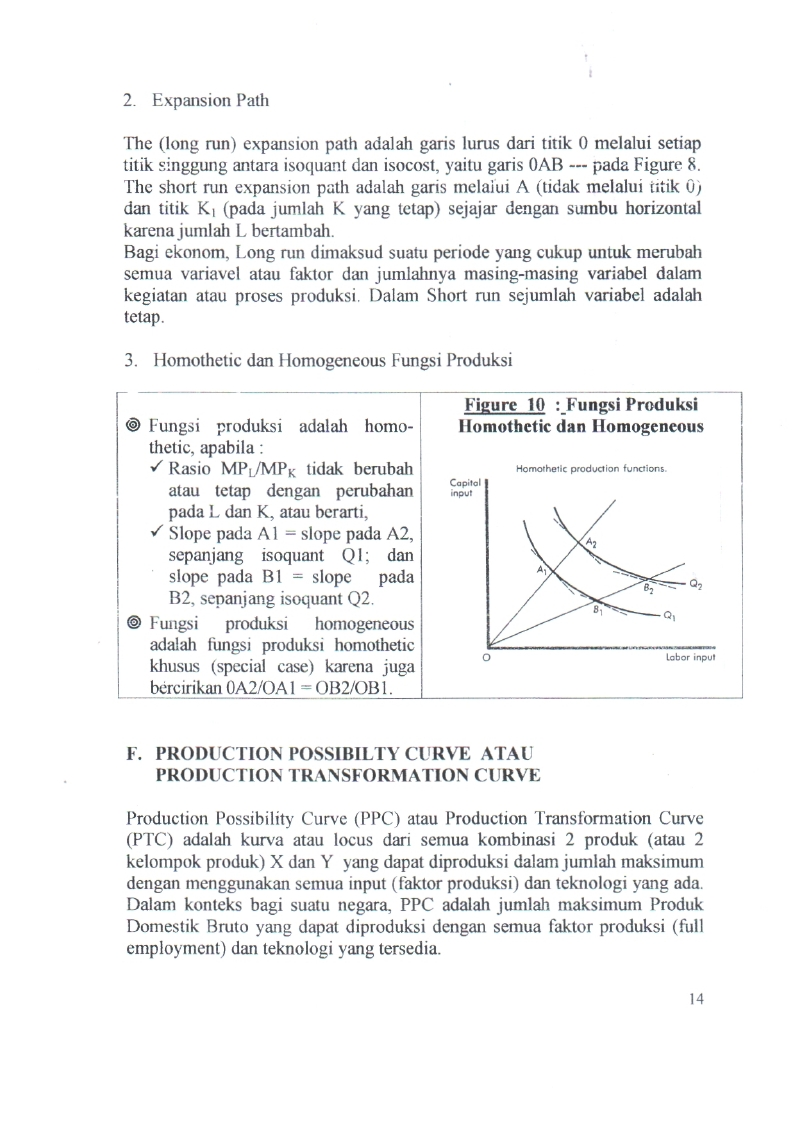 2. Expansion Path
The (long run) expansion path adalah garis lurus dari titik 0 melalui setiap
titik singgung antara isoquant dan isocost, yaitu garis 0AB --- pada Figure 8.
The short run expansion path adalah garis melalui A (tidak melalui titik 0)
dan titik K₁ (pada jumlah K yang tetap) sejajar dengan sumbu horizontal
karena jumlah L bertambah.
Bagi ekonom, Long run dimaksud suatu periode yang cukup untuk merubah
semua variavel atau faktor dan jumlahnya masing-masing variabel dalam
kegiatan atau proses produksi. Dalam Short run sejumlah variabel adalah
tetap.
3. Homothetic dan Homogeneous Fungsi Produksi
◎ Fungsi produksi adalah homo-
thetic, apabila :
✓ Rasio MPL/MPK tidak berubah
atau tetap dengan perubahan
pada L dan K, atau berarti,
✓ Slope pada A1 = slope pada A2,
sepanjang isoquant Q1; dan
slope pada B1 = slope pada
B2, sepanjang isoquant Q2.
◎ Fungsi produksi homogeneous
adalah fungsi produksi homothetic
khusus (special case) karena juga
bercirikan 0A2/OA1 = OB2/OB1.
Figure 10 : Fungsi Produksi
Homothetic dan Homogeneous
Homothetic production functions.
Capital
input
A₂
A₁
B₂
Q₂
B₁
Q₁
O
Labor input
F. PRODUCTION POSSIBILTY CURVE ATAU
PRODUCTION TRANSFORMATION CURVE
Production Possibility Curve (PPC) atau Production Transformation Curve
(PTC) adalah kurva atau locus dari semua kombinasi 2 produk (atau 2
kelompok produk) X dan Y yang dapat diproduksi dalam jumlah maksimum
dengan menggunakan semua input (faktor produksi) dan teknologi yang ada.
Dalam konteks bagi suatu negara, PPC adalah jumlah maksimum Produk
Domestik Bruto yang dapat diproduksi dengan semua faktor produksi (full
employment) dan teknologi yang tersedia.
14